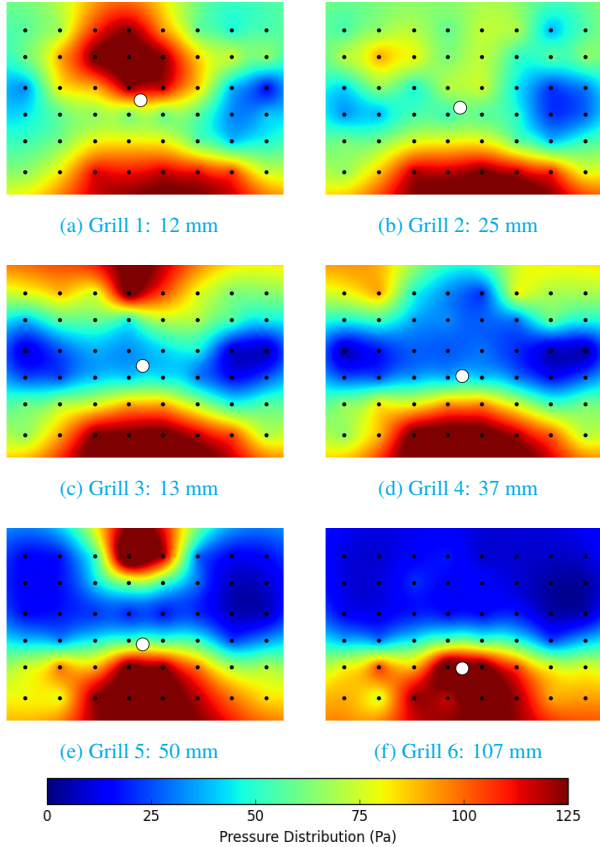 (a) Grill 1: 12 mm
(b) Grill 2: 25 mm
(c) Grill 3: 13 mm
(d) Grill 4: 37 mm
(e) Grill 5: 50 mm
(f) Grill 6: 107 mm
0 25 50 75 100 125
Pressure Distribution (Pa)